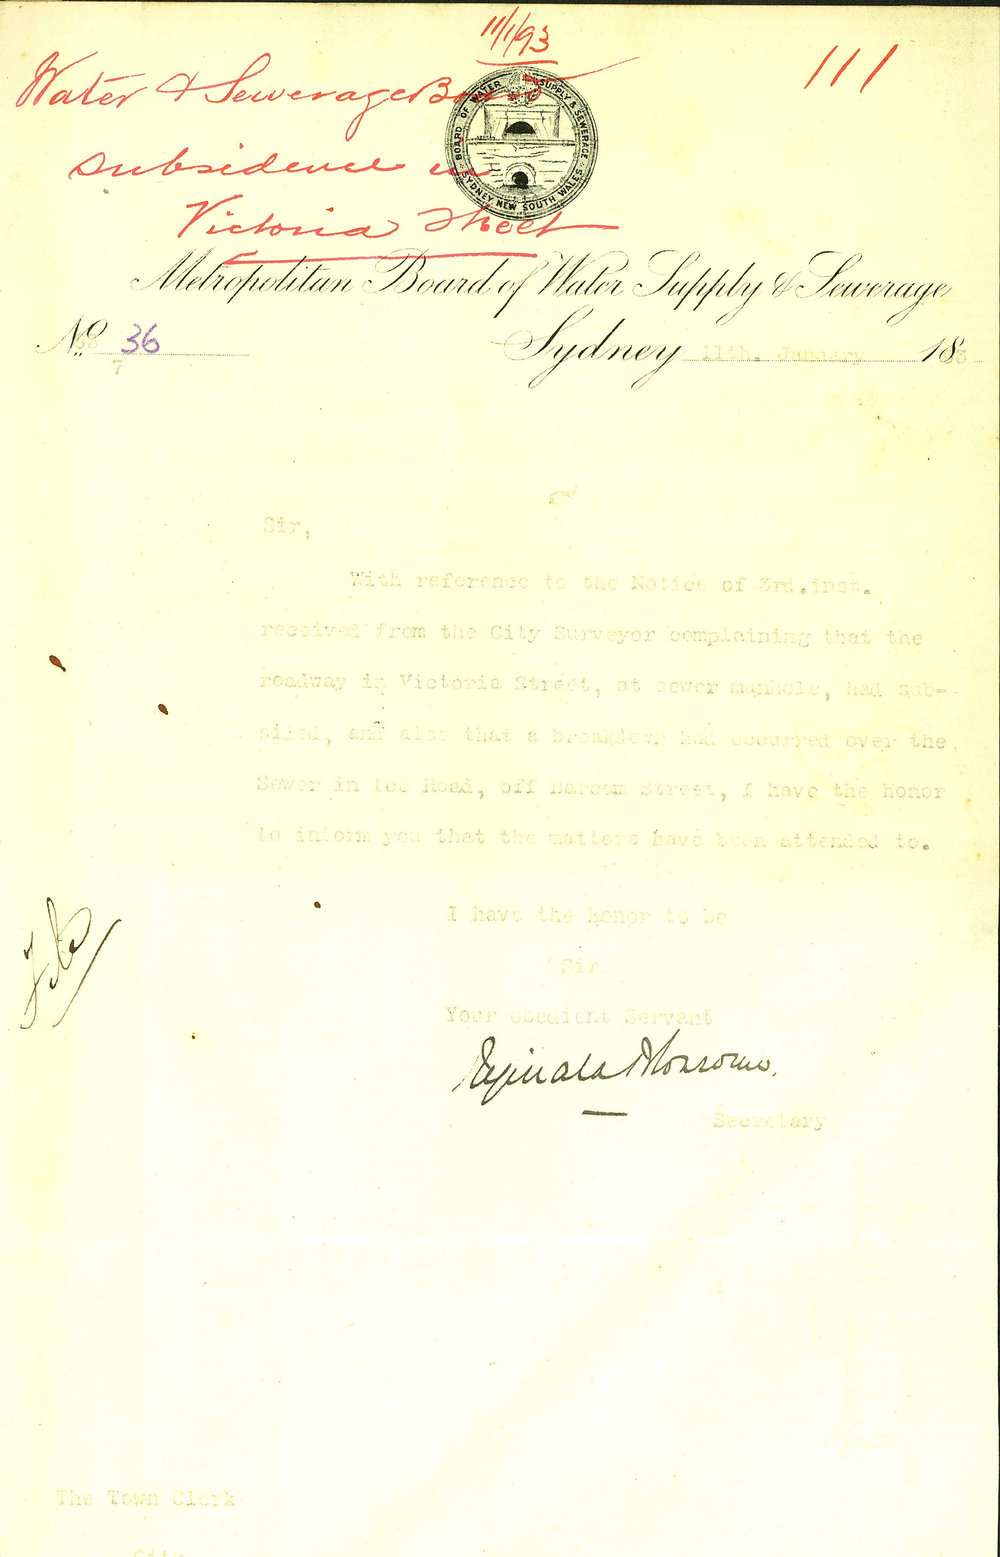 11/1/93
111
Water & Sewerage Board
subsidence in
Victoria Street
BOARD OF WATER SUPPLY & SEWERAGE
SYDNEY, NEW SOUTH WALES
Metropolitan Board of Water Supply & Sewerage
No 36
7
Sydney 11th. January 18
Sir,
With reference to the Notice of 3rd.inst.
received from the City Surveyor complaining that the
roadway in Victoria Street, at sewer manhole, had sub-
sided, and also that a breakdown had occurred over the
Sewer in Ice Road, off Barcom Street, I have the honor
to inform you that the matters have been attended to.
I have the honor to be
Sir
Your obedient Servant
Secretary
The Town Clerk
City